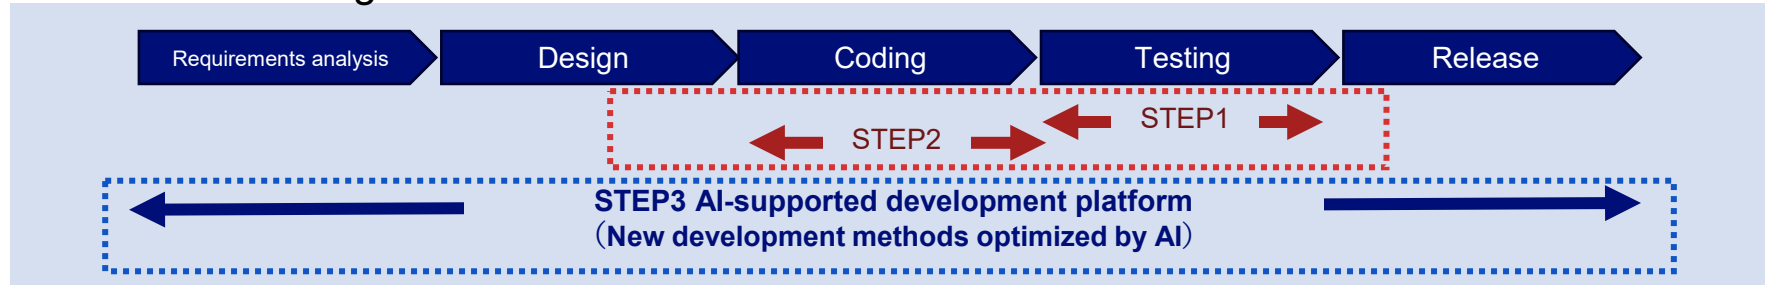 Requirements analysis
Design
Coding
Testing
Release
STEP1
STEP2
STEP3 AI-supported development platform
（New development methods optimized by AI）